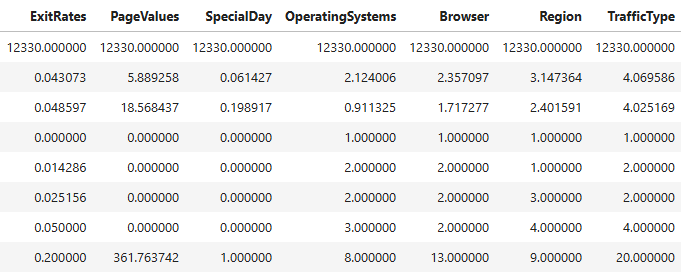 ExitRates PageValues SpecialDay OperatingSystems Browser Region TrafficType
12330.000000 12330.000000 12330.000000 12330.000000 12330.000000 12330.000000 12330.000000
0.043073 5.889258 0.061427 2.124006 2.357097 3.147364 4.069586
0.048597 18.568437 0.198917 0.911325 1.717277 2.401591 4.025169
0.000000 0.000000 0.000000 1.000000 1.000000 1.000000 1.000000
0.014286 0.000000 0.000000 2.000000 2.000000 1.000000 2.000000
0.025156 0.000000 0.000000 2.000000 2.000000 3.000000 2.000000
0.050000 0.000000 0.000000 3.000000 2.000000 4.000000 4.000000
0.200000 361.763742 1.000000 8.000000 13.000000 9.000000 20.000000